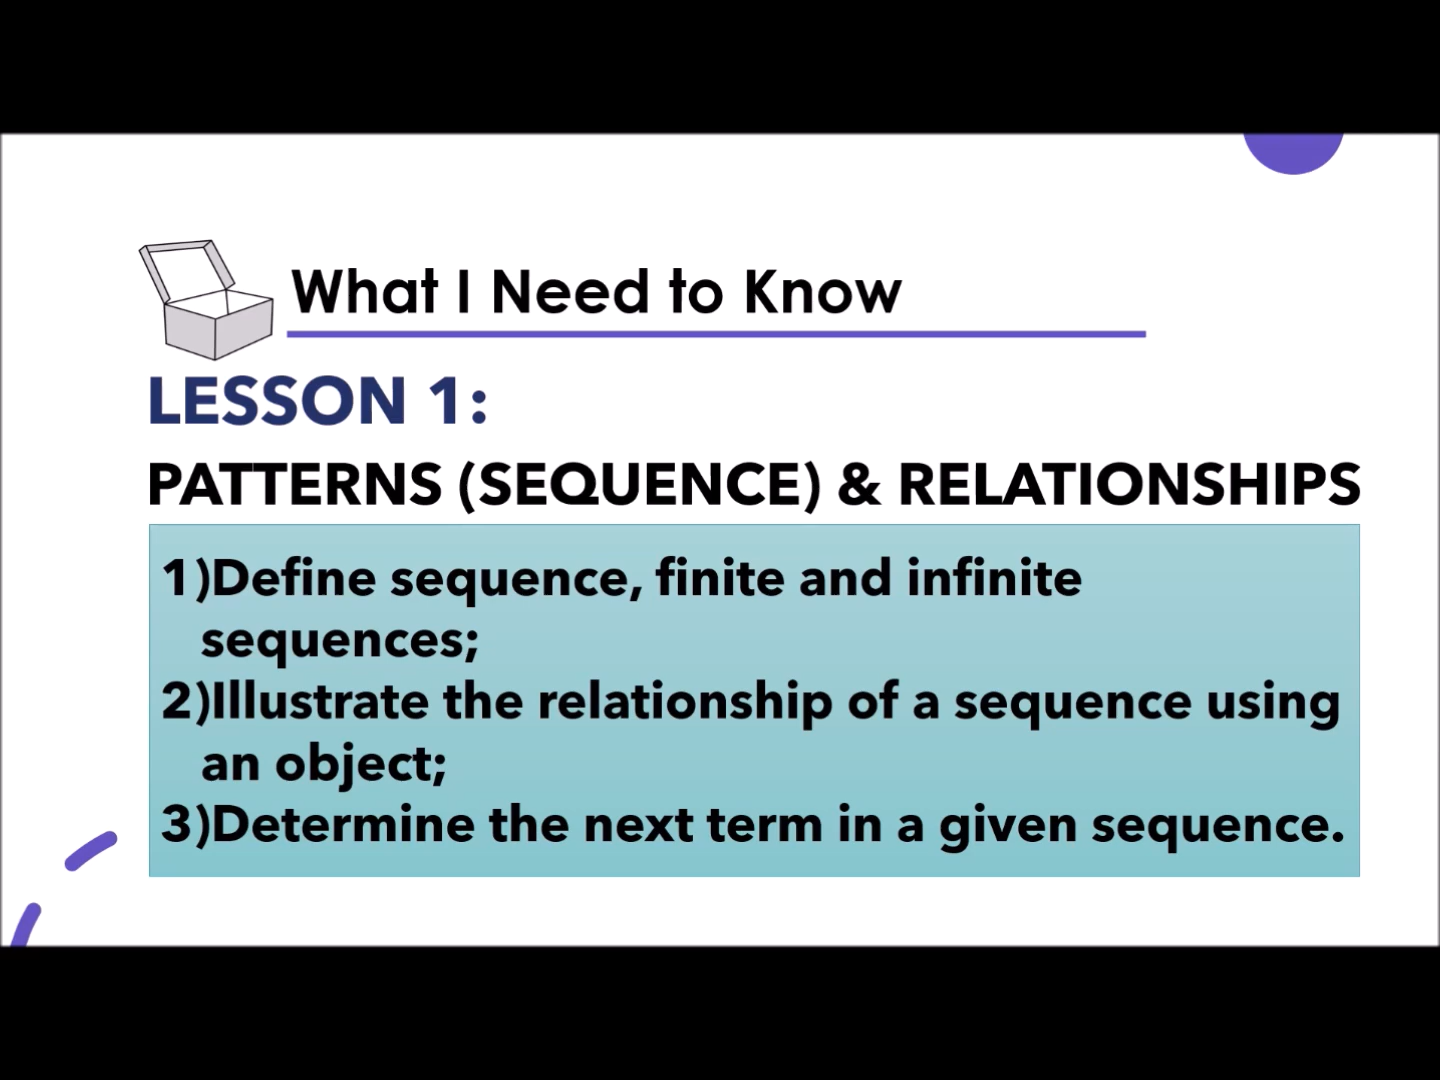 What I Need to Know
LESSON 1:
PATTERNS (SEQUENCE) & RELATIONSHIPS
1)Define sequence, finite and infinite
sequences;
2)Illustrate the relationship of a sequence using
an object;
3)Determine the next term in a given sequence.